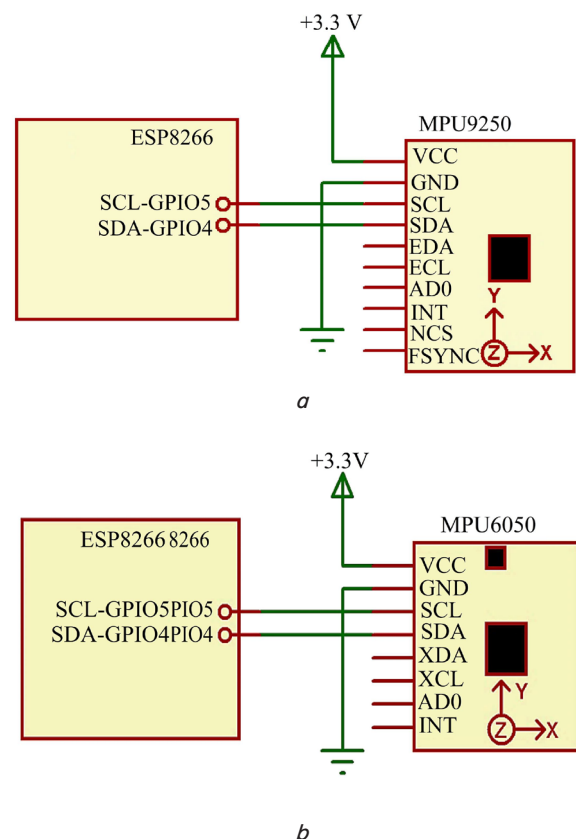 +3.3 V
MPU9250
ESP8266
VCC
GND
SCL-GPIO5
SCL
SDA-GPIO4
SDA
EDA
ECL
AD0
INT
Y
NCS
FSYNC
Z
X
a
+3.3V
MPU6050
ESP8266 8266
VCC
GND
SCL-GPIO5PIO5
SCL
SDA-GPIO4PIO4
SDA
XDA
XCL
Y
AD0
INT
Z
X
b